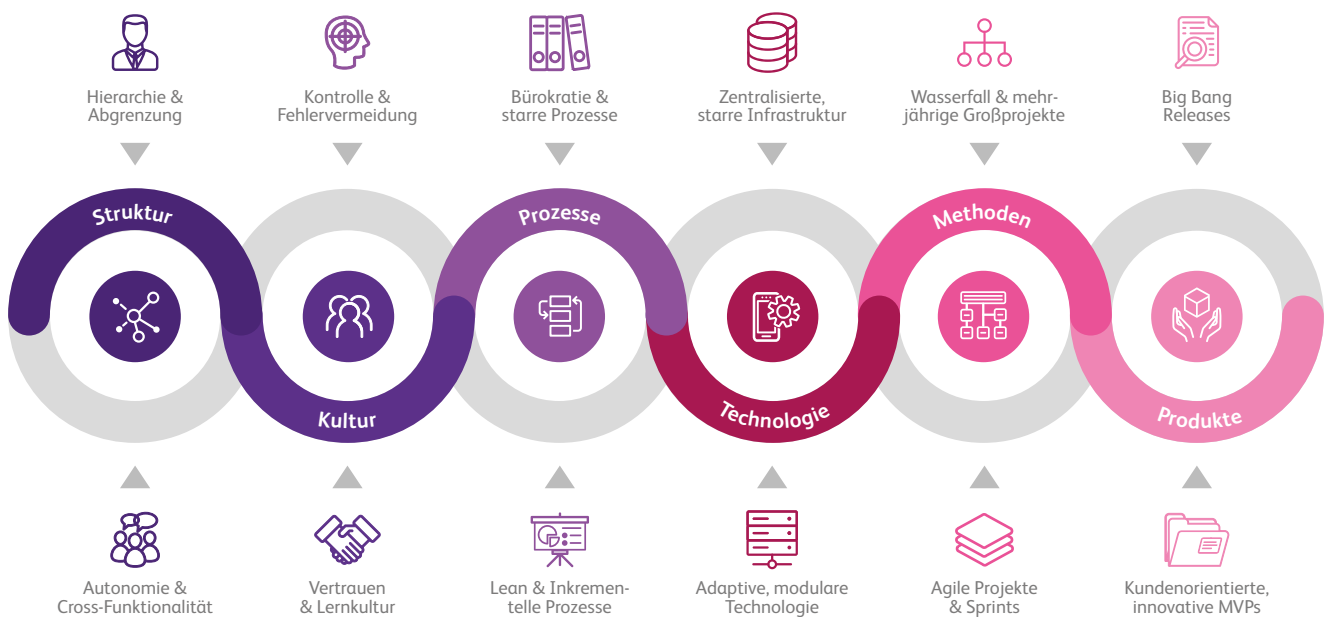 Hierarchie &
Abgrenzung
Kontrolle &
Fehlervermeidung
Bürokratie &
starre Prozesse
Zentralisierte,
starre Infrastruktur
Wasserfall & mehr-
jährige Großprojekte
Big Bang
Releases
Struktur
Kultur
Prozesse
Technologie
Methoden
Produkte
Autonomie &
Cross-Funktionalität
Vertrauen
& Lernkultur
Lean & Inkremen-
telle Prozesse
Adaptive, modulare
Technologie
Agile Projekte
& Sprints
Kundenorientierte,
innovative MVPs